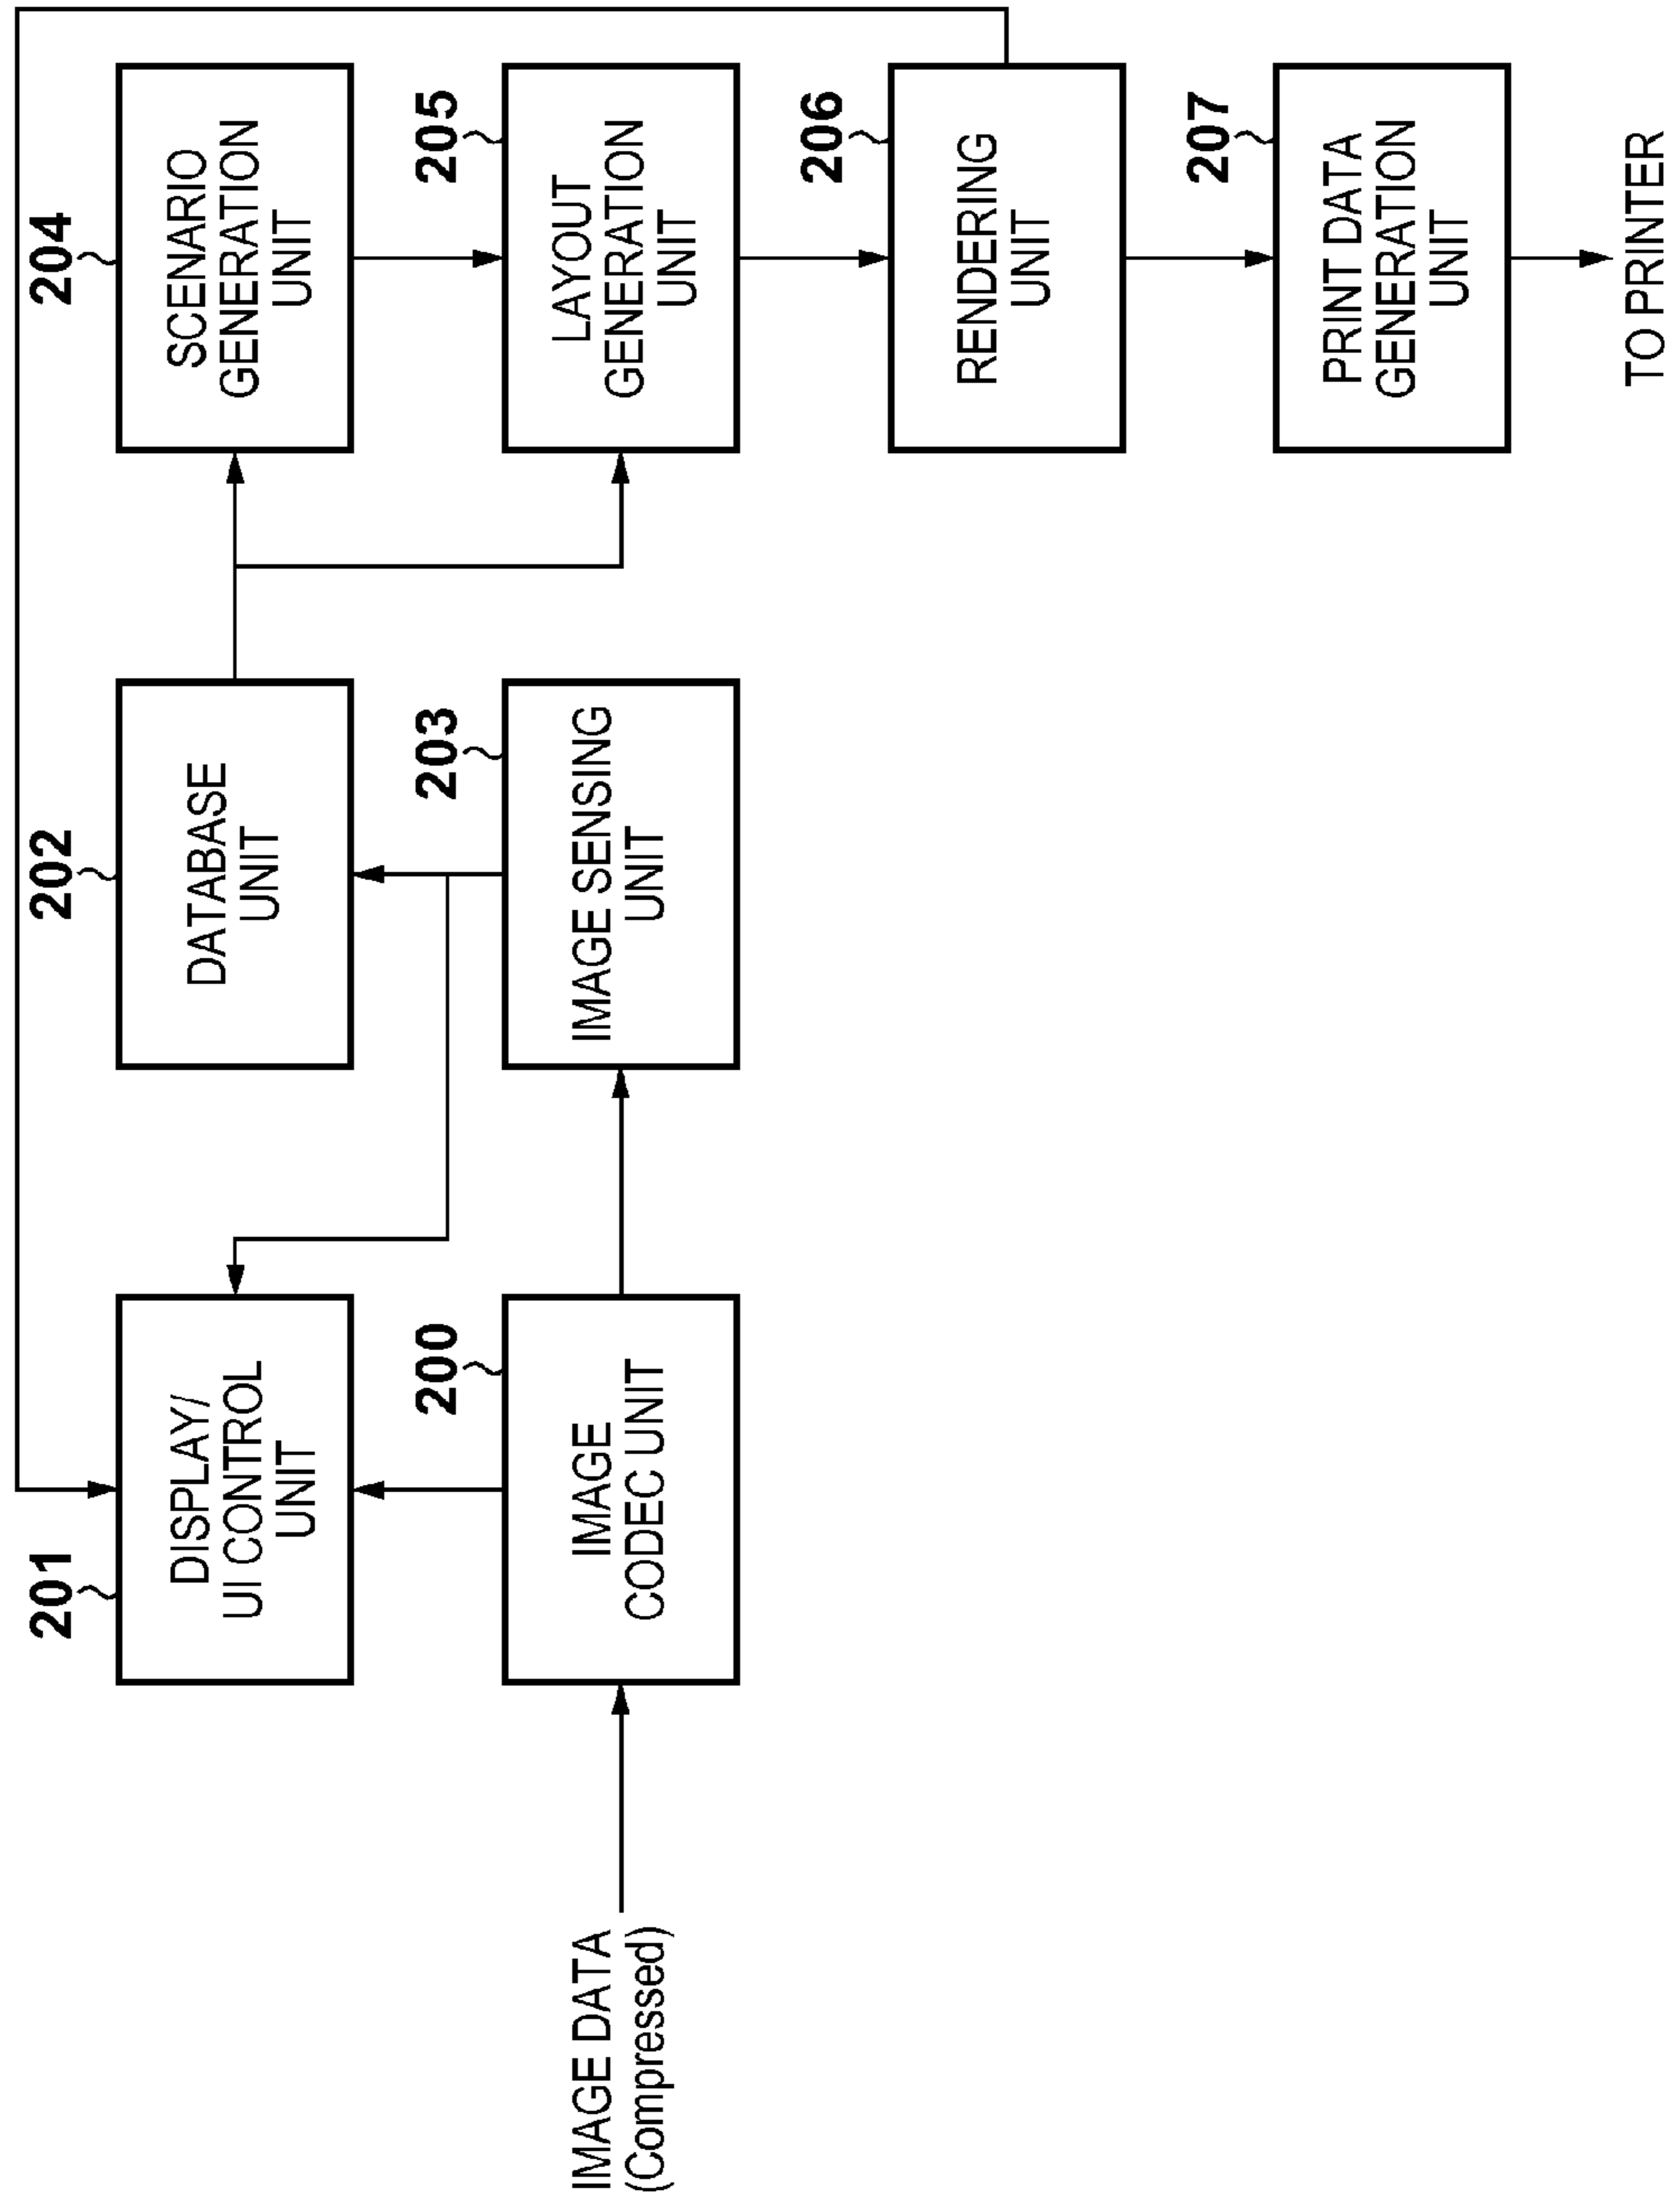 201
DISPLAY/
UI CONTROL
UNIT
202
DATABASE
UNIT
204
SCENARIO
GENERATION
UNIT
IMAGE DATA
(Compressed)
200
IMAGE
CODEC UNIT
203
IMAGE SENSING
UNIT
205
LAYOUT
GENERATION
UNIT
206
RENDERING
UNIT
207
PRINT DATA
GENERATION
UNIT
TO PRINTER